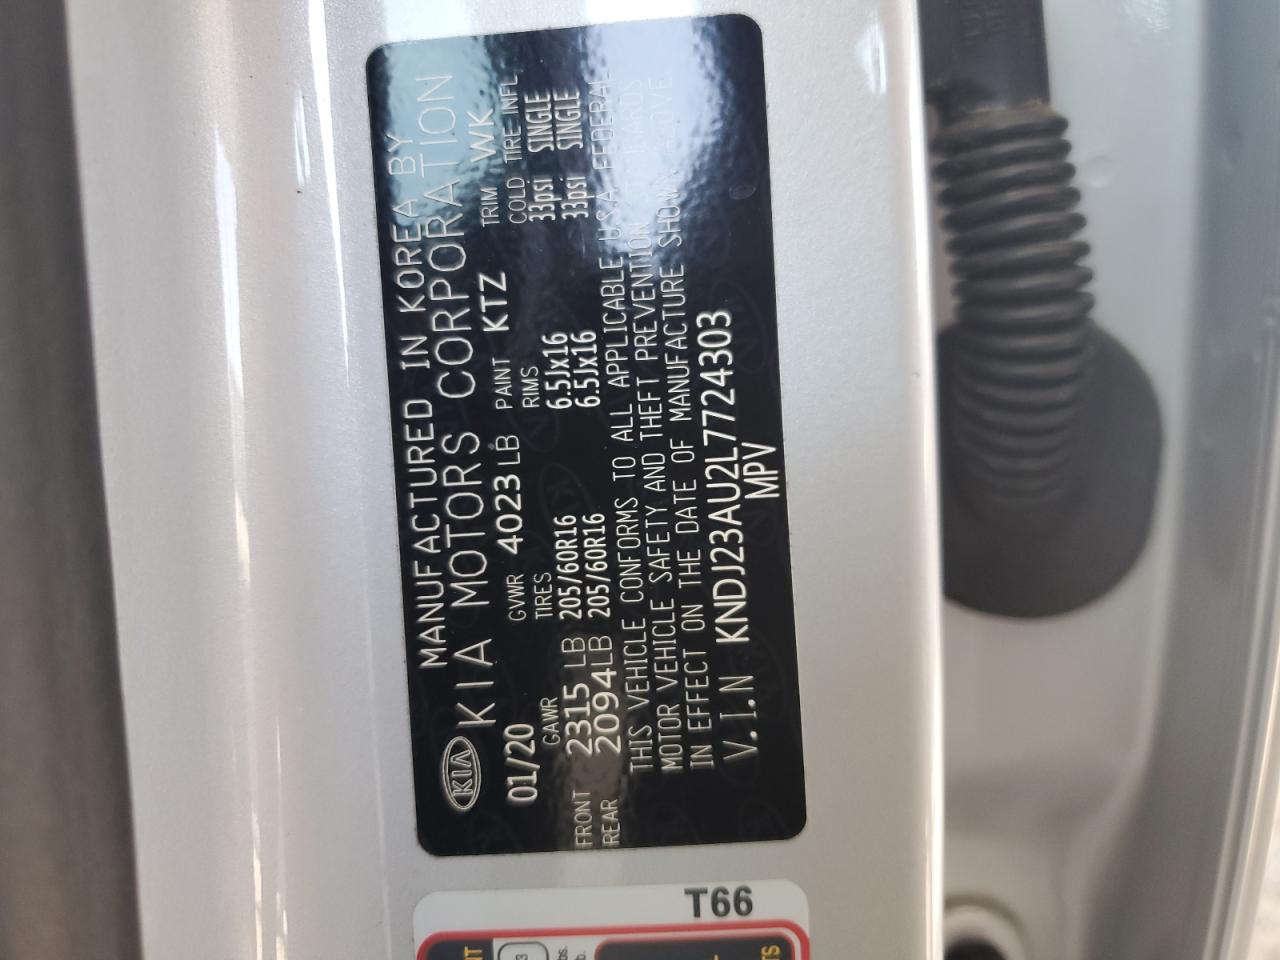 MANUFACTURED IN KOREA BY
KIA KIA MOTORS CORPORATION
01/20 GVWR 4023LB PAINT KTZ TRIM WK
GAWR TIRES RIMS COLD TIRE INFL
FRONT 2315 LB 205/60R16 6.5Jx16 33psi SINGLE
REAR 2094LB 205/60R16 6.5Jx16 33psi SINGLE
THIS VEHICLE CONFORMS TO ALL APPLICABLE U.S.A. FEDERAL
MOTOR VEHICLE SAFETY AND THEFT PREVENTION STANDARDS
IN EFFECT ON THE DATE OF MANUFACTURE SHOWN ABOVE
V.I.N KNDJ23AU2L7724303
MPV
T66